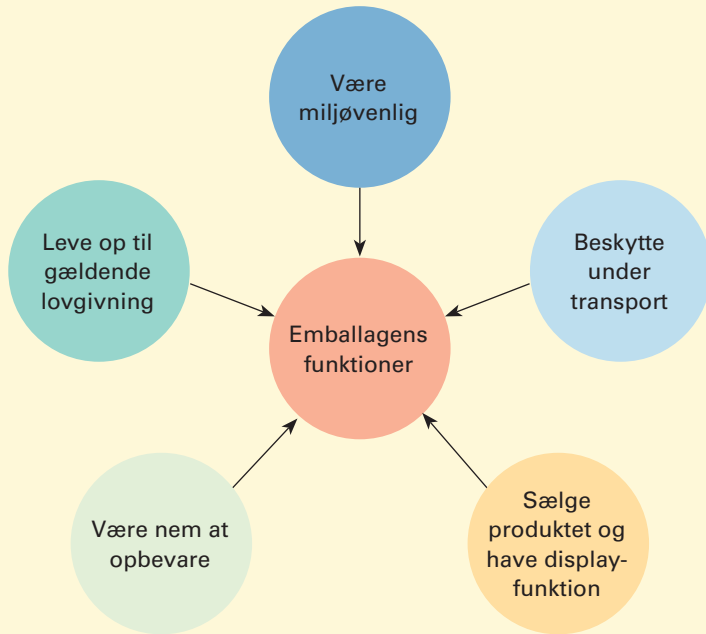 Være
miljøvenlig
Leve op til
gældende
lovgivning
Beskytte
under
transport
Emballagens
funktioner
Være nem at
opbevare
Sælge
produktet og
have display-
funktion